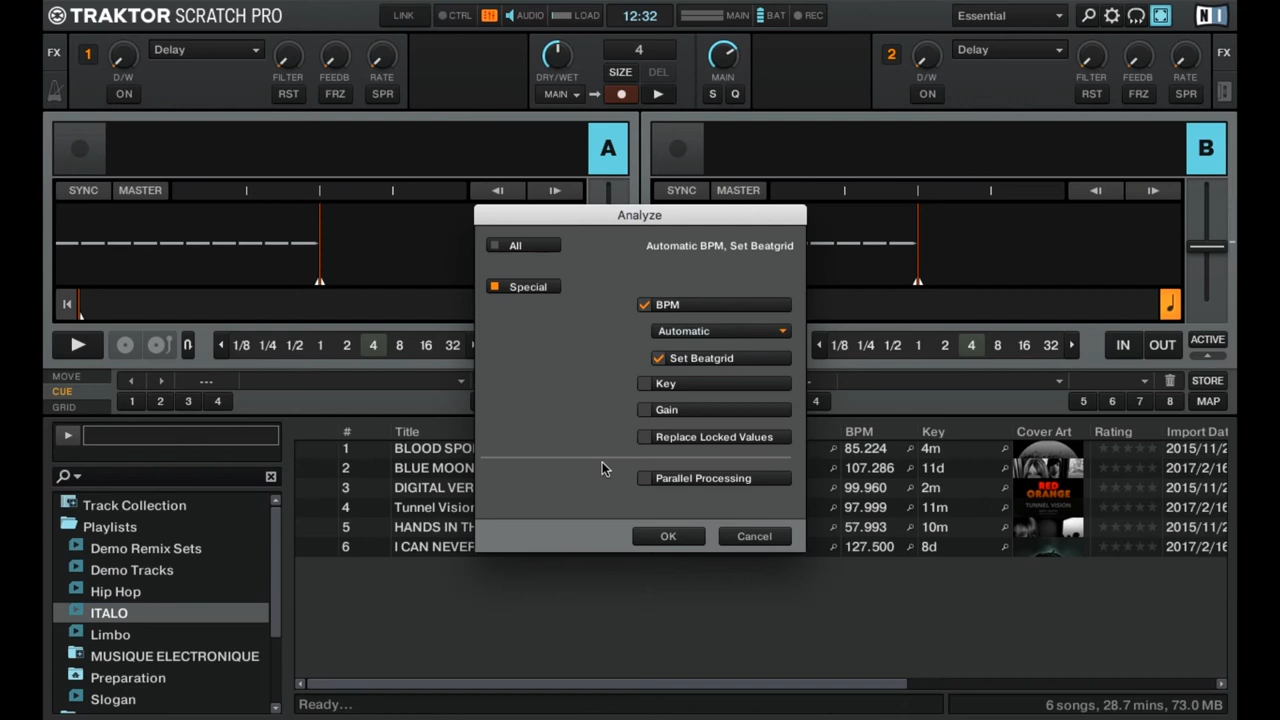 TRAKTOR SCRATCH PRO LINK CTRL AUDIO LOAD 12:32 MAIN BAT REC Essential
FX 1 Delay 4 2 Delay FX
D/W FILTER FEEDB RATE DRY/WET SIZE DEL MAIN D/W FILTER FEEDB RATE
ON RST FRZ SPR MAIN S Q ON RST FRZ SPR
A B
SYNC MASTER SYNC MASTER
Analyze
All Automatic BPM, Set Beatgrid
Special
BPM
Automatic
Set Beatgrid
Key
Gain
Replace Locked Values
Parallel Processing
OK Cancel
1/8 1/4 1/2 1 2 4 8 16 32 1/8 1/4 1/2 1 2 4 8 16 32 IN OUT ACTIVE
MOVE
CUE --- STORE
GRID 1 2 3 4 4 5 6 7 8 MAP
# Title BPM Key Cover Art Rating Import Dat
1 BLOOD SPO 85.224 4m 2015/11/2
2 BLUE MOON 107.286 11d 2017/2/16
3 DIGITAL VER 99.960 2m RED ORANGE 2015/11/2
4 Tunnel Vision 97.999 11m TUNNEL VISION 2017/2/16
5 HANDS IN TH 57.993 10m 2015/11/2
6 I CAN NEVER 127.500 8d 2017/2/16
Track Collection
Playlists
Demo Remix Sets
Demo Tracks
Hip Hop
ITALO
Limbo
MUSIQUE ELECTRONIQUE
Preparation
Slogan
Ready... 6 songs, 28.7 mins, 73.0 MB